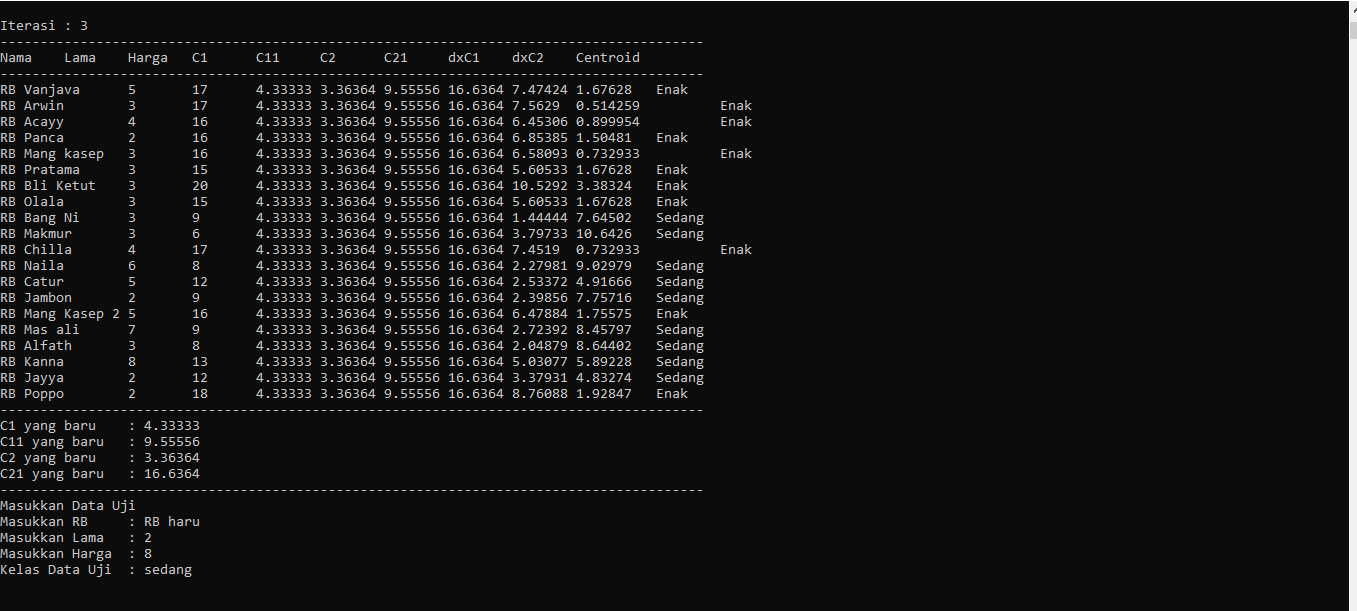 Iterasi : 3
----------------------------------------------------------------------------------------
Nama    Lama    Harga   C1      C11     C2      C21     dxC1    dxC2    Centroid
----------------------------------------------------------------------------------------
RB Vanjava      5       17      4.33333 3.36364 9.55556 16.6364 7.47424 1.67628   Enak
RB Arwin        3       17      4.33333 3.36364 9.55556 16.6364 7.5629  0.514259          Enak
RB Acayy        4       16      4.33333 3.36364 9.55556 16.6364 6.45306 0.899954          Enak
RB Panca        2       16      4.33333 3.36364 9.55556 16.6364 6.85385 1.50481   Enak
RB Mang kasep   3       16      4.33333 3.36364 9.55556 16.6364 6.58093 0.732933          Enak
RB Pratama      3       15      4.33333 3.36364 9.55556 16.6364 5.60533 1.67628   Enak
RB Bli Ketut    3       20      4.33333 3.36364 9.55556 16.6364 10.5292 3.38324   Enak
RB Olala        3       15      4.33333 3.36364 9.55556 16.6364 5.60533 1.67628   Enak
RB Bang Ni      3       9       4.33333 3.36364 9.55556 16.6364 1.44444 7.64502   Sedang
RB Makmur       3       6       4.33333 3.36364 9.55556 16.6364 3.79733 10.6426   Sedang
RB Chilla       4       17      4.33333 3.36364 9.55556 16.6364 7.4519  0.732933          Enak
RB Naila        6       8       4.33333 3.36364 9.55556 16.6364 2.27981 9.02979   Sedang
RB Catur        5       12      4.33333 3.36364 9.55556 16.6364 2.53372 4.91666   Sedang
RB Jambon       2       9       4.33333 3.36364 9.55556 16.6364 2.39856 7.75716   Sedang
RB Mang Kasep 2 5       16      4.33333 3.36364 9.55556 16.6364 6.47884 1.75575   Enak
RB Mas ali      7       9       4.33333 3.36364 9.55556 16.6364 2.72392 8.45797   Sedang
RB Alfath       3       8       4.33333 3.36364 9.55556 16.6364 2.04879 8.64402   Sedang
RB Kanna        8       13      4.33333 3.36364 9.55556 16.6364 5.03077 5.89228   Sedang
RB Jayya        2       12      4.33333 3.36364 9.55556 16.6364 3.37931 4.83274   Sedang
RB Poppo        2       18      4.33333 3.36364 9.55556 16.6364 8.76088 1.92847   Enak
----------------------------------------------------------------------------------------
C1 yang baru    : 4.33333
C11 yang baru   : 9.55556
C2 yang baru    : 3.36364
C21 yang baru   : 16.6364
----------------------------------------------------------------------------------------
Masukkan Data Uji
Masukkan RB     : RB haru
Masukkan Lama   : 2
Masukkan Harga  : 8
Kelas Data Uji  : sedang